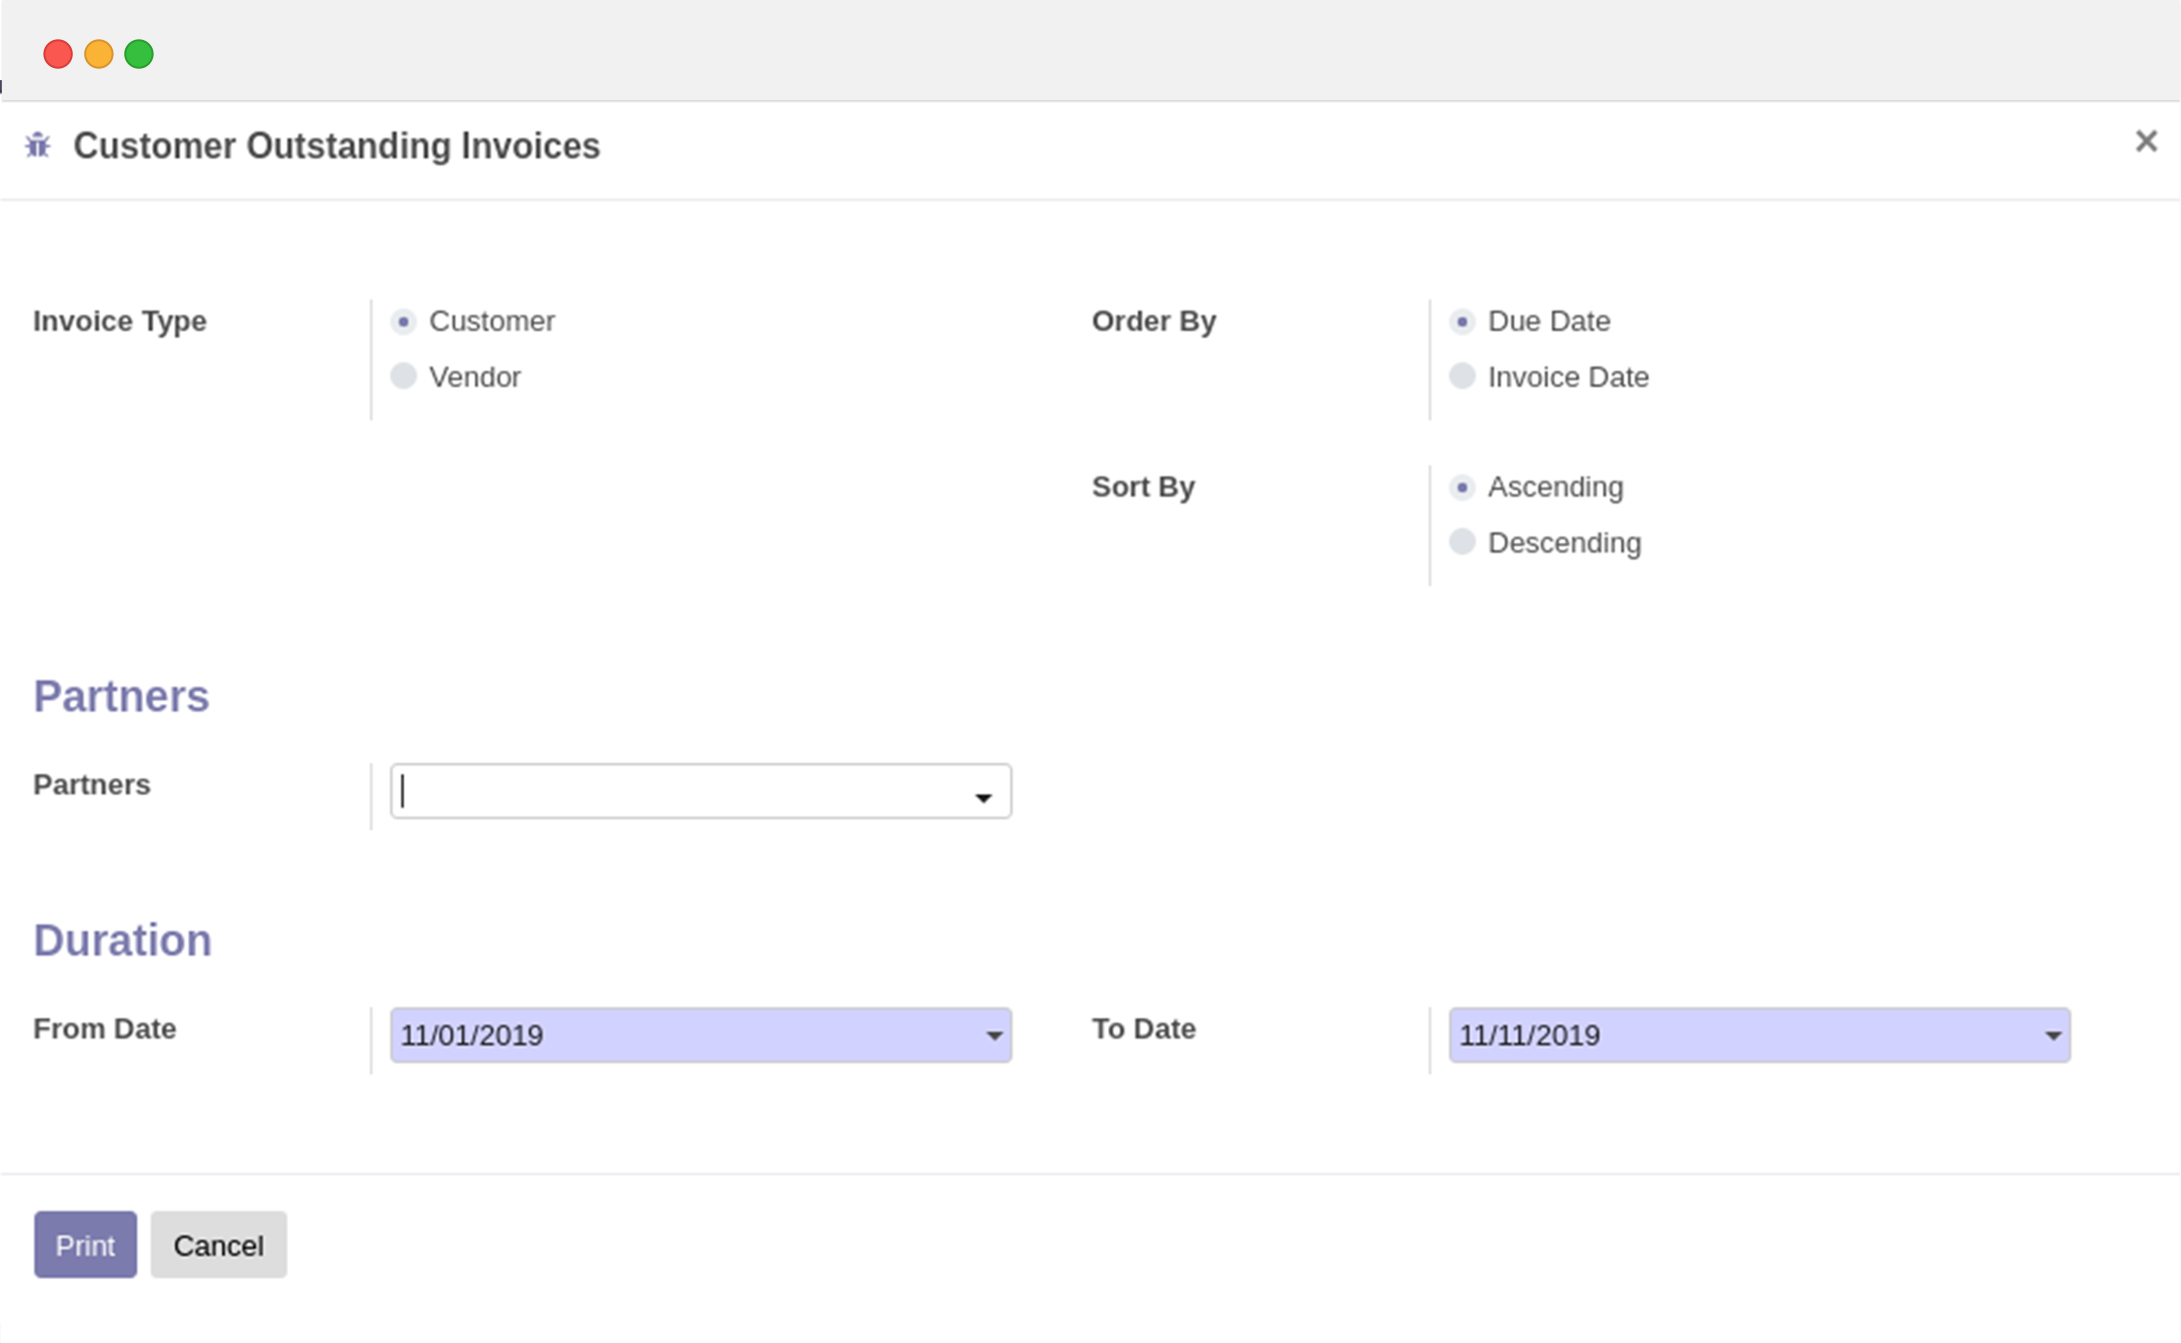 Customer Outstanding Invoices
Invoice Type
Customer
Vendor
Order By
Due Date
Invoice Date
Sort By
Ascending
Descending
Partners
Partners
Duration
From Date
11/01/2019
To Date
11/11/2019
Print
Cancel